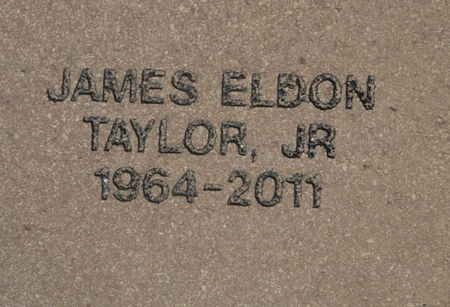 JAMES ELDON
TAYLOR, JR
1964-2011